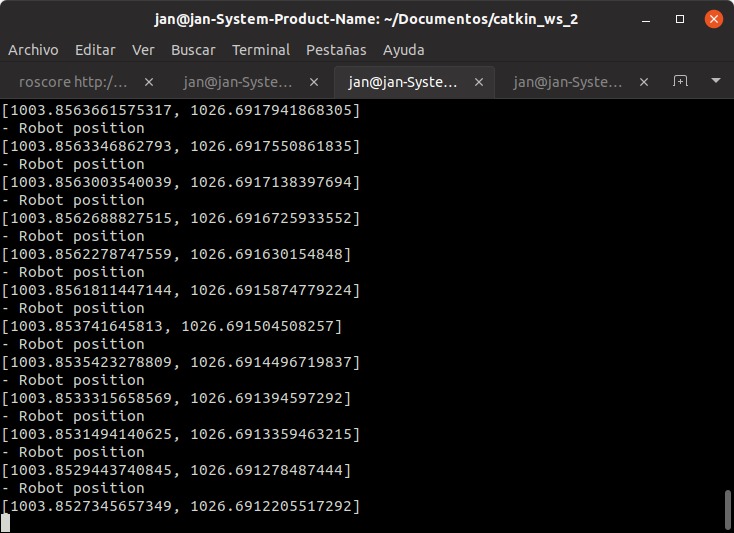 jan@jan-System-Product-Name: ~/Documentos/catkin_ws_2
Archivo Editar Ver Buscar Terminal Pestañas Ayuda
roscore http:/... jan@jan-Syste... jan@jan-Syste... jan@jan-Syste...
[1003.8563661575317, 1026.6917941868305]
- Robot position
[1003.8563346862793, 1026.6917550861835]
- Robot position
[1003.8563003540039, 1026.6917138397694]
- Robot position
[1003.8562688827515, 1026.6916725933552]
- Robot position
[1003.8562278747559, 1026.691630154848]
- Robot position
[1003.8561811447144, 1026.6915874779224]
- Robot position
[1003.853741645813, 1026.691504508257]
- Robot position
[1003.8535423278809, 1026.6914496719837]
- Robot position
[1003.8533315658569, 1026.691394597292]
- Robot position
[1003.8531494140625, 1026.6913359463215]
- Robot position
[1003.8529443740845, 1026.691278487444]
- Robot position
[1003.8527345657349, 1026.6912205517292]